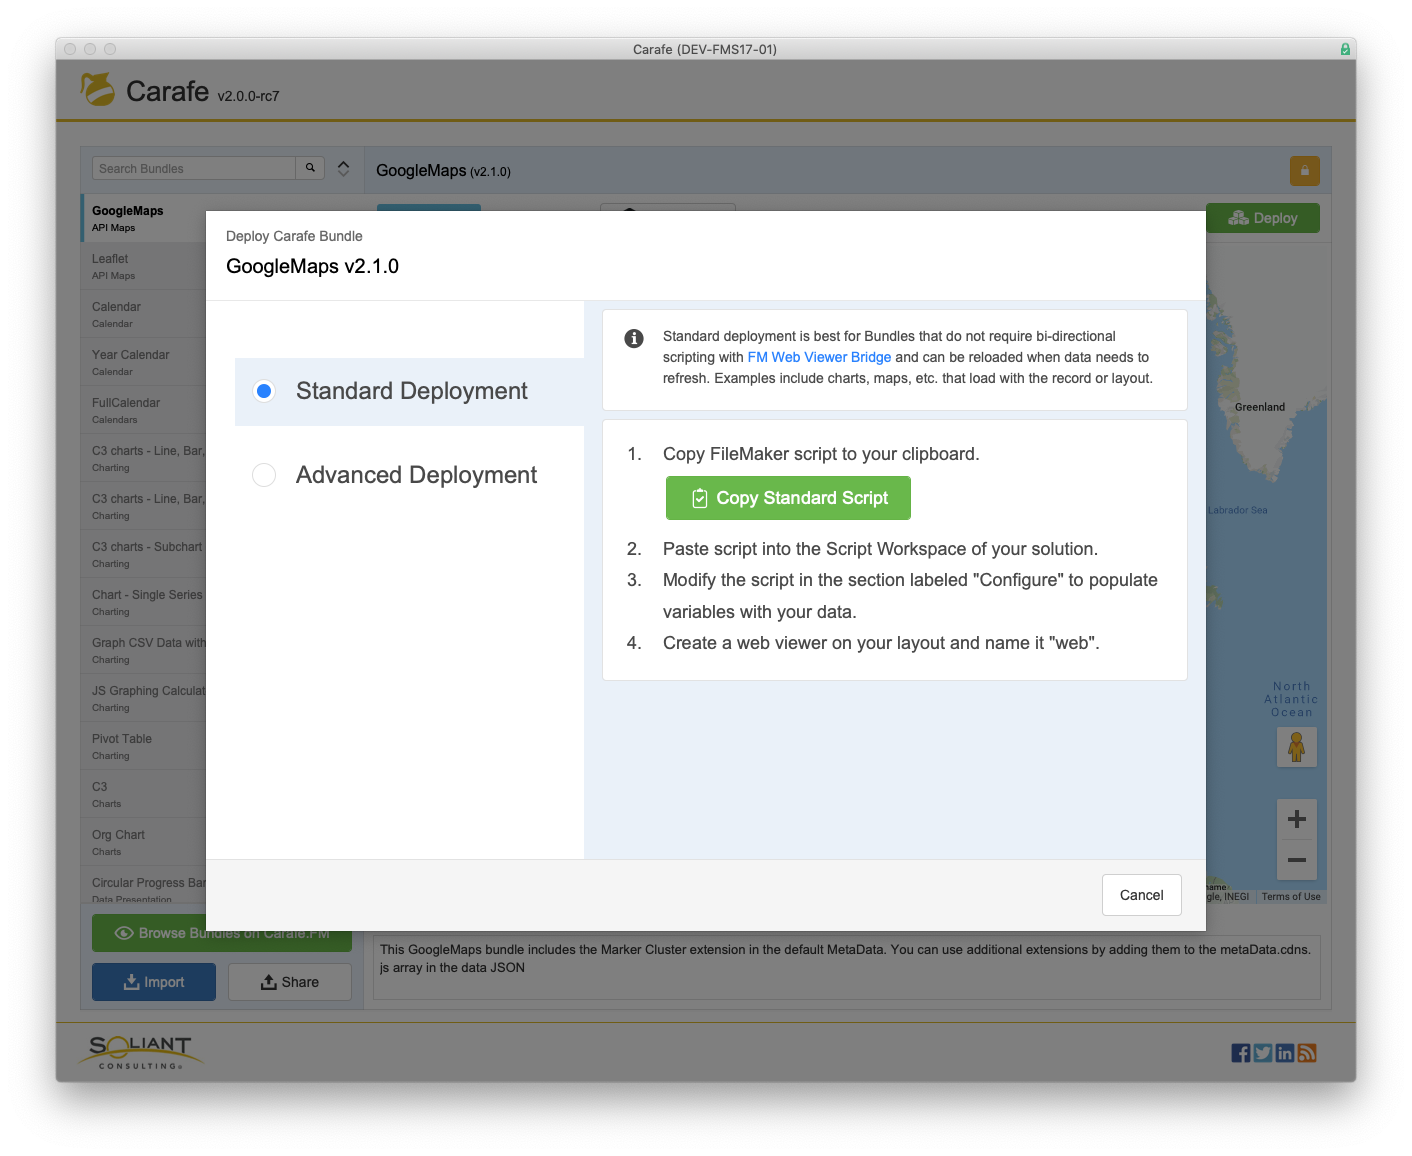 Carafe (DEV-FMS17-01)
Carafe v2.0.0-rc7
Search Bundles
GoogleMaps (v2.1.0)
GoogleMaps
API Maps
Deploy
Leaflet
API Maps
Calendar
Calendar
Year Calendar
Calendar
FullCalendar
Calendars
C3 charts - Line, Bar,
Charting
C3 charts - Line, Bar,
Charting
C3 charts - Subchart
Charting
Chart - Single Series
Charting
Graph CSV Data with
Charting
JS Graphing Calculat
Charting
Pivot Table
Charting
C3
Charts
Org Chart
Charts
Circular Progress Bar
Data Presentation
Browse Bundles on Carafe.FM
Import
Share
Deploy Carafe Bundle
GoogleMaps v2.1.0
Standard Deployment
Advanced Deployment
Standard deployment is best for Bundles that do not require bi-directional
scripting with FM Web Viewer Bridge and can be reloaded when data needs to
refresh. Examples include charts, maps, etc. that load with the record or layout.
1. Copy FileMaker script to your clipboard.
Copy Standard Script
2. Paste script into the Script Workspace of your solution.
3. Modify the script in the section labeled "Configure" to populate
variables with your data.
4. Create a web viewer on your layout and name it "web".
Cancel
Greenland
Labrador Sea
North
Atlantic
Ocean
gle, INEGI
Terms of Use
This GoogleMaps bundle includes the Marker Cluster extension in the default MetaData. You can use additional extensions by adding them to the metaData.cdns.
js array in the data JSON
SOLIANT
CONSULTING